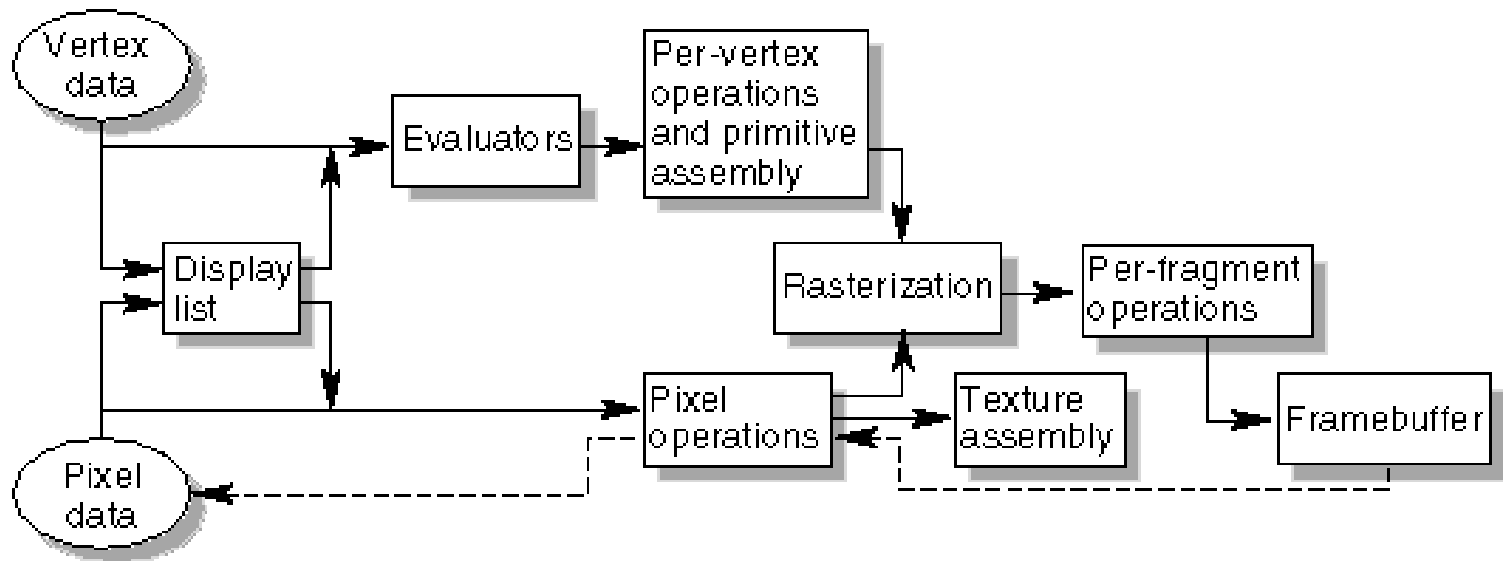 Vertex
data
Evaluators
Per-vertex
operations
and primitive
assembly
Display
list
Rasterization
Per-fragment
operations
Pixel
operations
Texture
assembly
Framebuffer
Pixel
data